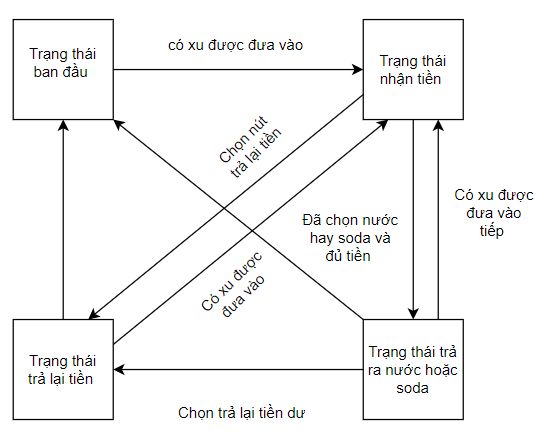 Trạng thái
ban đầu
có xu được đưa vào
Trạng thái
nhận tiền
Chọn nút
trả lại tiền
Có xu được
đưa vào
tiếp
Đã chọn nước
hay soda và
đủ tiền
Có xu được
đưa vào
Trạng thái
trả lại tiền
Trạng thái trả
ra nước hoặc
soda
Chọn trả lại tiền dư